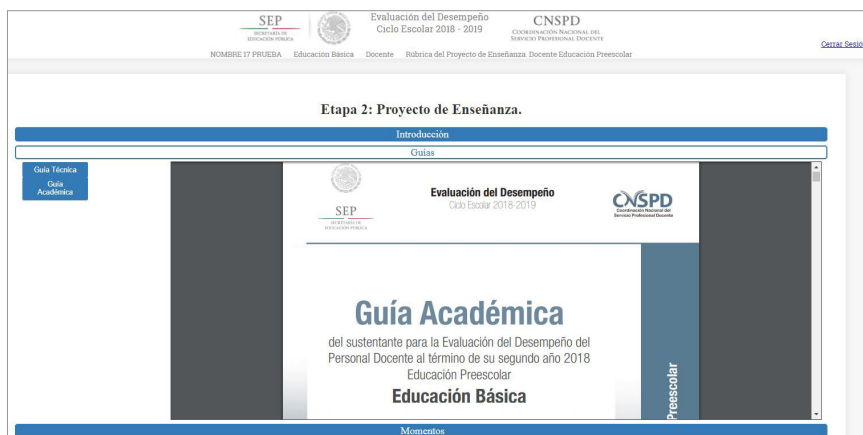 SEP
SECRETARÍA DE
EDUCACIÓN PÚBLICA
Evaluación del Desempeño
Ciclo Escolar 2018 - 2019
CNSPD
COORDINACIÓN NACIONAL DEL
SERVICIO PROFESIONAL DOCENTE
Cerrar Sesió
NOMBRE 17 PRUEBA Educación Básica Docente Rúbrica del Proyecto de Enseñanza. Docente Educación Preescolar
Etapa 2: Proyecto de Enseñanza.
Introducción
Guías
Guía Técnica
Guía
Académica
SEP
SECRETARÍA DE
EDUCACIÓN PÚBLICA
Evaluación del Desempeño
Ciclo Escolar 2018-2019
CNSPD
Coordinación Nacional del
Servicio Profesional Docente
Guía Académica
del sustentante para la Evaluación del Desempeño del
Personal Docente al término de su segundo año 2018
Educación Preescolar
Educación Básica
Preescolar
Momentos